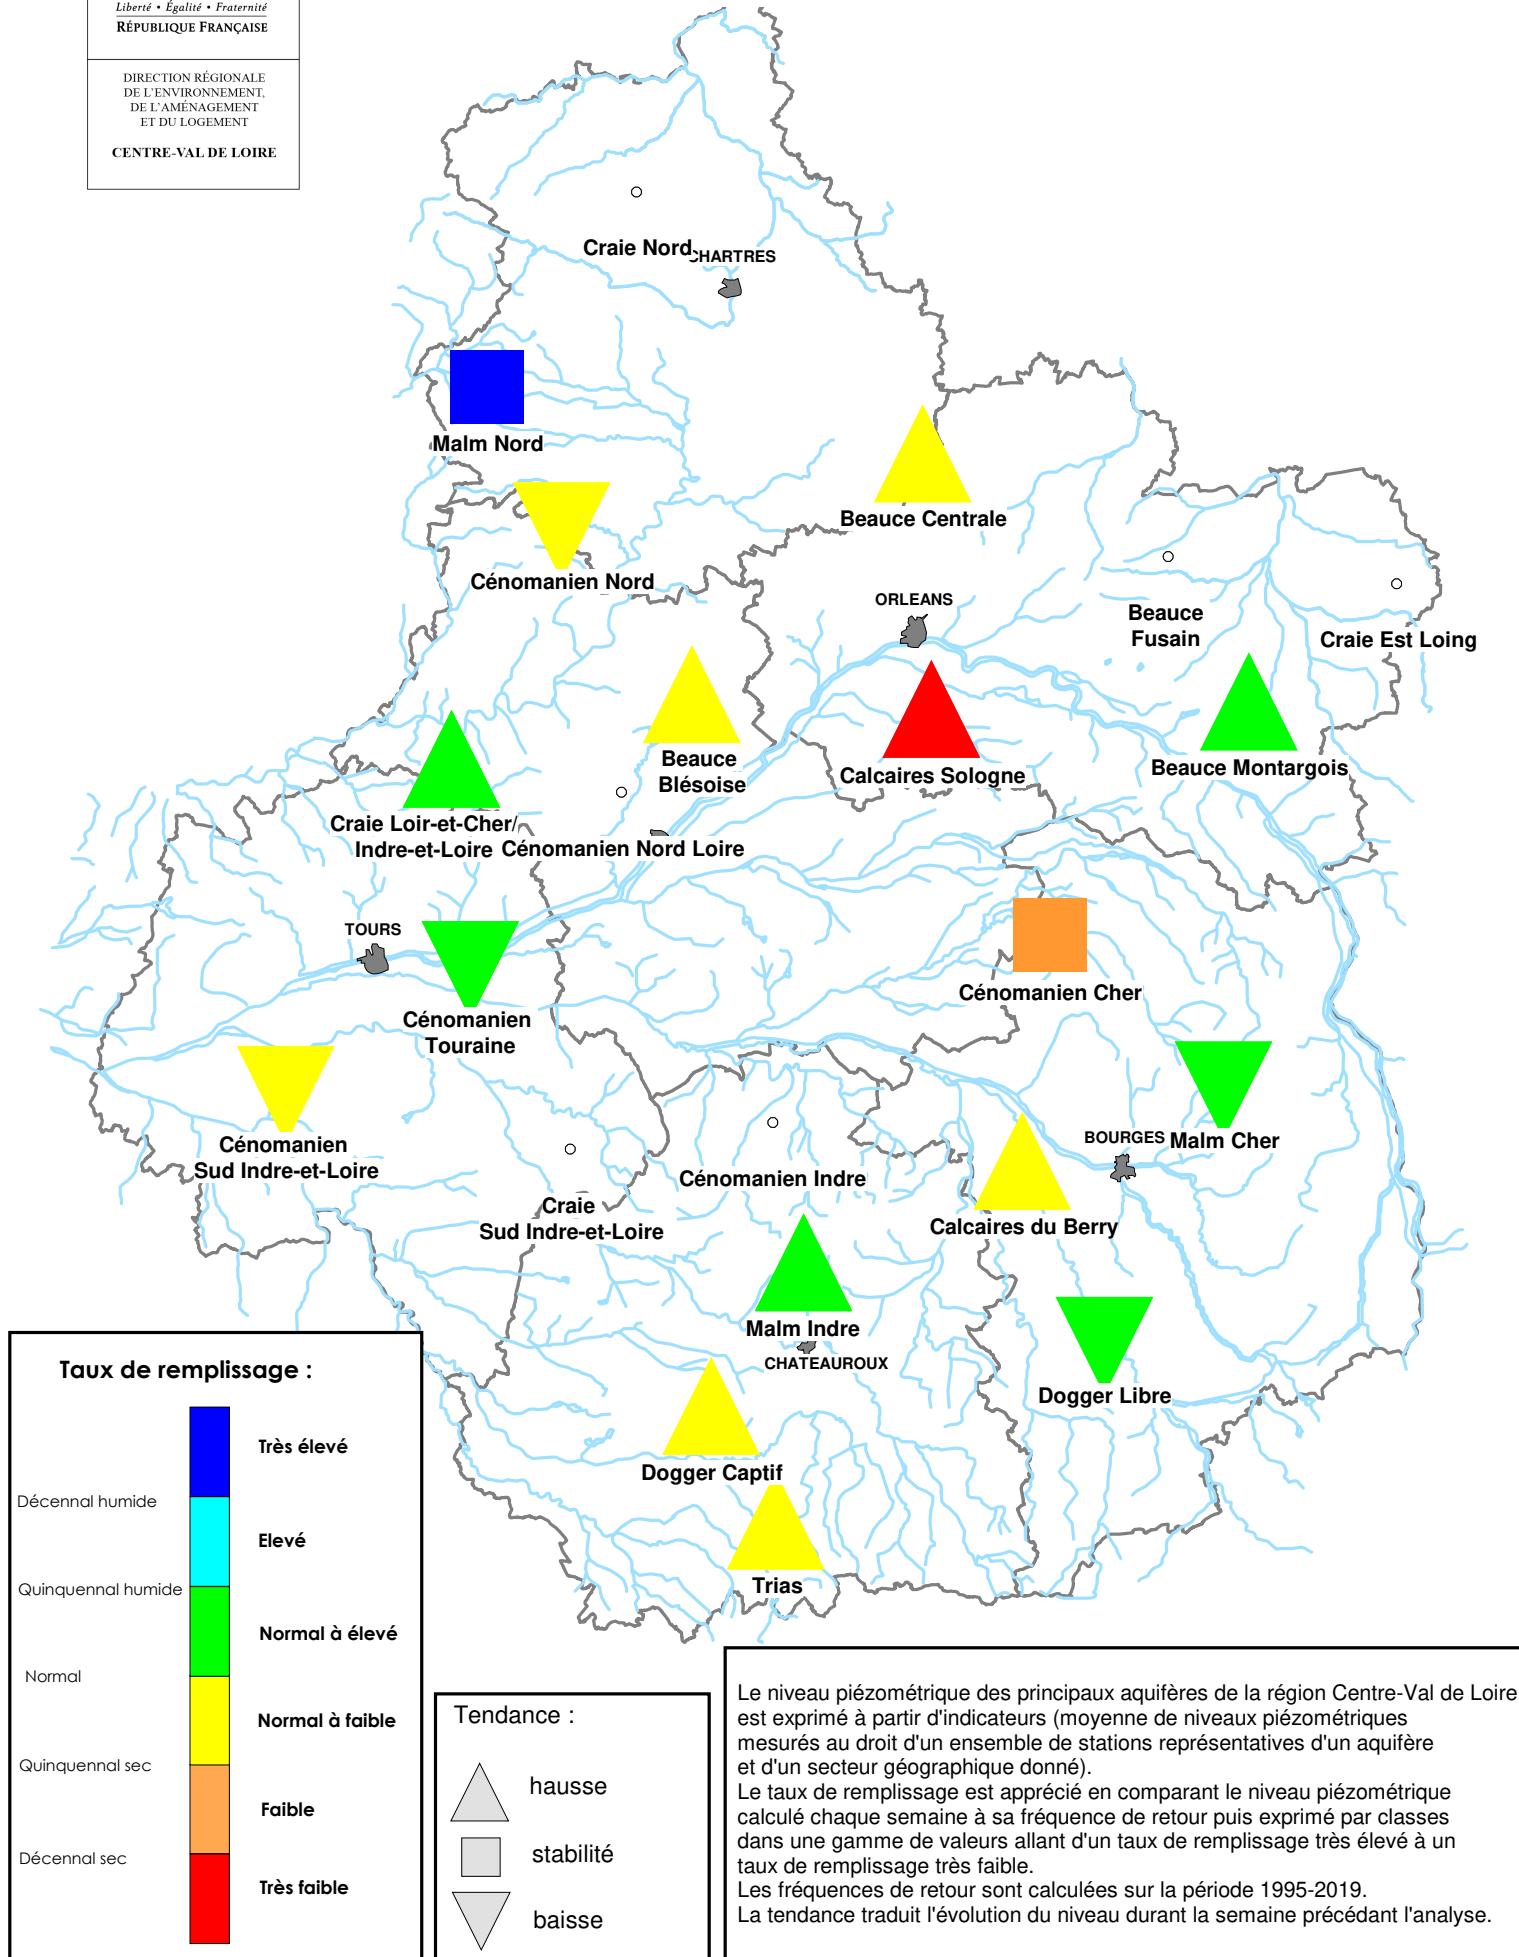 Liberté • Égalité • Fraternité
RÉPUBLIQUE FRANÇAISE
DIRECTION RÉGIONALE
DE L'ENVIRONNEMENT,
DE L'AMÉNAGEMENT
ET DU LOGEMENT
CENTRE-VAL DE LOIRE
Craie Nord
CHARTRES
Malm Nord
Beauce Centrale
Cénomanien Nord
ORLEANS
Beauce
Fusain
Craie Est Loing
Beauce
Blésoise
Calcaires Sologne
Beauce Montargois
Craie Loir-et-Cher/
Indre-et-Loire
Cénomanien Nord Loire
TOURS
Cénomanien Cher
Cénomanien
Touraine
Cénomanien
Sud Indre-et-Loire
BOURGES
Malm Cher
Cénomanien Indre
Craie
Sud Indre-et-Loire
Calcaires du Berry
Malm Indre
CHATEAUROUX
Dogger Libre
Dogger Captif
Trias
Taux de remplissage :
Très élevé
Décennal humide
Elevé
Quinquennal humide
Normal à élevé
Normal
Normal à faible
Quinquennal sec
Faible
Décennal sec
Très faible
Tendance :
hausse
stabilité
baisse
Le niveau piézométrique des principaux aquifères de la région Centre-Val de Loire
est exprimé à partir d'indicateurs (moyenne de niveaux piézométriques
mesurés au droit d'un ensemble de stations représentatives d'un aquifère
et d'un secteur géographique donné).
Le taux de remplissage est apprécié en comparant le niveau piézométrique
calculé chaque semaine à sa fréquence de retour puis exprimé par classes
dans une gamme de valeurs allant d'un taux de remplissage très élevé à un
taux de remplissage très faible.
Les fréquences de retour sont calculées sur la période 1995-2019.
La tendance traduit l'évolution du niveau durant la semaine précédant l'analyse.